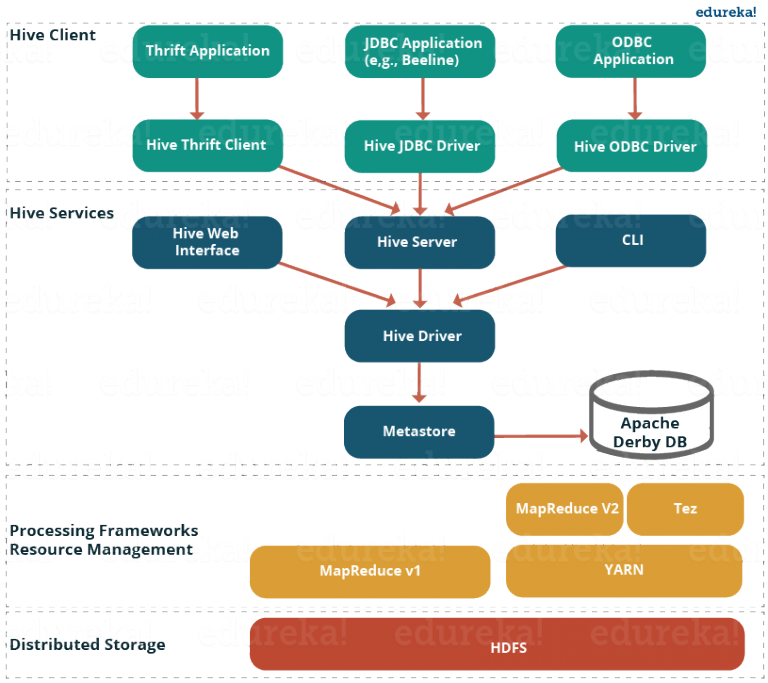 edureka!
Hive Client
Thrift Application
JDBC Application
(e,g., Beeline)
ODBC
Application
Hive Thrift Client
Hive JDBC Driver
Hive ODBC Driver
Hive Services
Hive Web
Interface
Hive Server
CLI
Hive Driver
Metastore
Apache
Derby DB
Processing Frameworks
Resource Management
MapReduce V2
Tez
MapReduce v1
YARN
Distributed Storage
HDFS